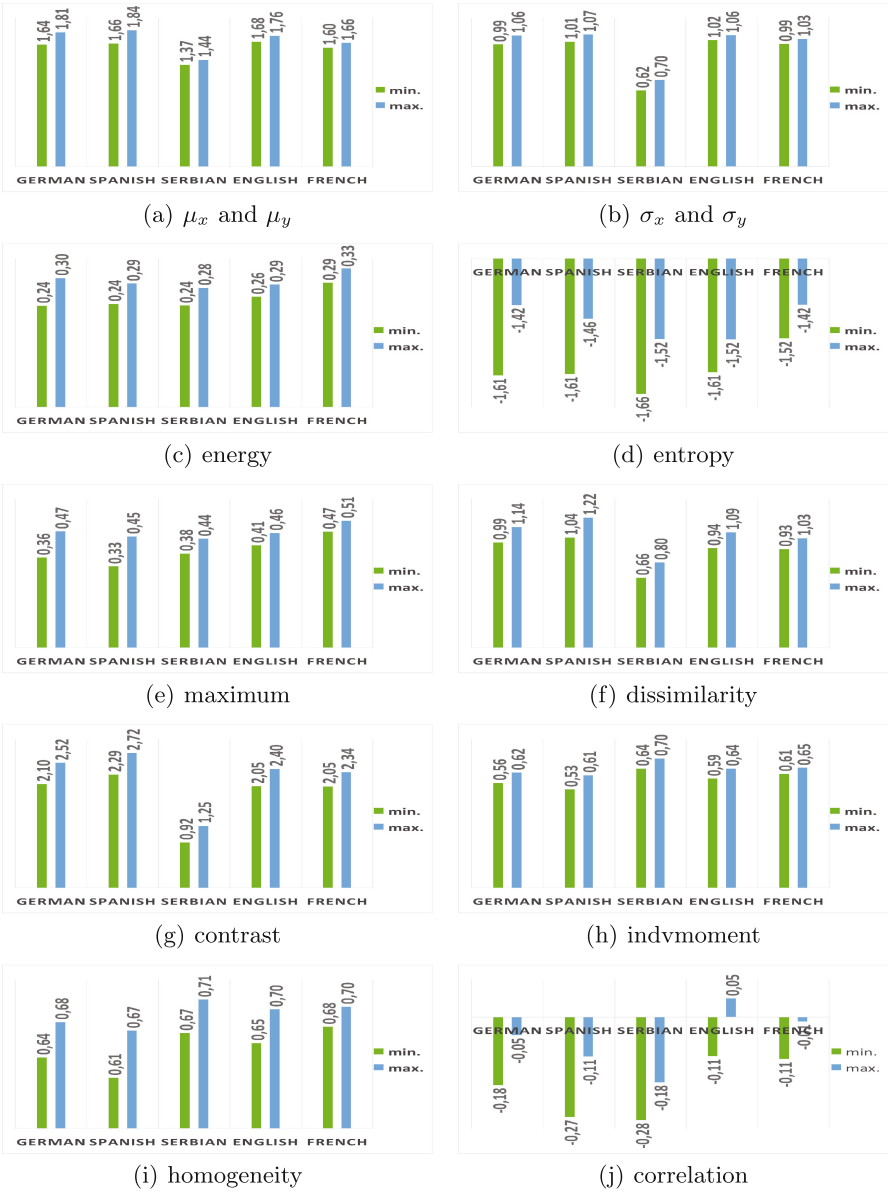 1,64 1,81 1,66 1,84 1,37 1,44 1,68 1,76 1,60 1,66
min.
max.
GERMAN SPANISH SERBIAN ENGLISH FRENCH
(a) μx and μy
0,99 1,06 1,01 1,07 0,62 0,70 1,02 1,06 0,99 1,03
min.
max.
GERMAN SPANISH SERBIAN ENGLISH FRENCH
(b) σx and σy
0,24 0,30 0,24 0,29 0,24 0,28 0,26 0,29 0,29 0,33
min.
max.
GERMAN SPANISH SERBIAN ENGLISH FRENCH
(c) energy
GERMAN SPANISH SERBIAN ENGLISH FRENCH
-1,61 -1,42 -1,61 -1,46 -1,66 -1,52 -1,61 -1,52 -1,52 -1,42
min.
max.
(d) entropy
0,36 0,47 0,33 0,45 0,38 0,44 0,41 0,46 0,47 0,51
min.
max.
GERMAN SPANISH SERBIAN ENGLISH FRENCH
(e) maximum
0,99 1,14 1,04 1,22 0,66 0,80 0,94 1,09 0,93 1,03
min.
max.
GERMAN SPANISH SERBIAN ENGLISH FRENCH
(f) dissimilarity
2,10 2,52 2,29 2,72 0,92 1,25 2,05 2,40 2,05 2,34
min.
max.
GERMAN SPANISH SERBIAN ENGLISH FRENCH
(g) contrast
0,56 0,62 0,53 0,61 0,64 0,70 0,59 0,64 0,61 0,65
min.
max.
GERMAN SPANISH SERBIAN ENGLISH FRENCH
(h) indvmoment
0,64 0,68 0,61 0,67 0,67 0,71 0,65 0,70 0,68 0,70
min.
max.
GERMAN SPANISH SERBIAN ENGLISH FRENCH
(i) homogeneity
GERMAN SPANISH SERBIAN ENGLISH FRENCH
-0,18 -0,05 -0,27 -0,11 -0,28 -0,18 -0,11 0,05 -0,11
min.
max.
(j) correlation